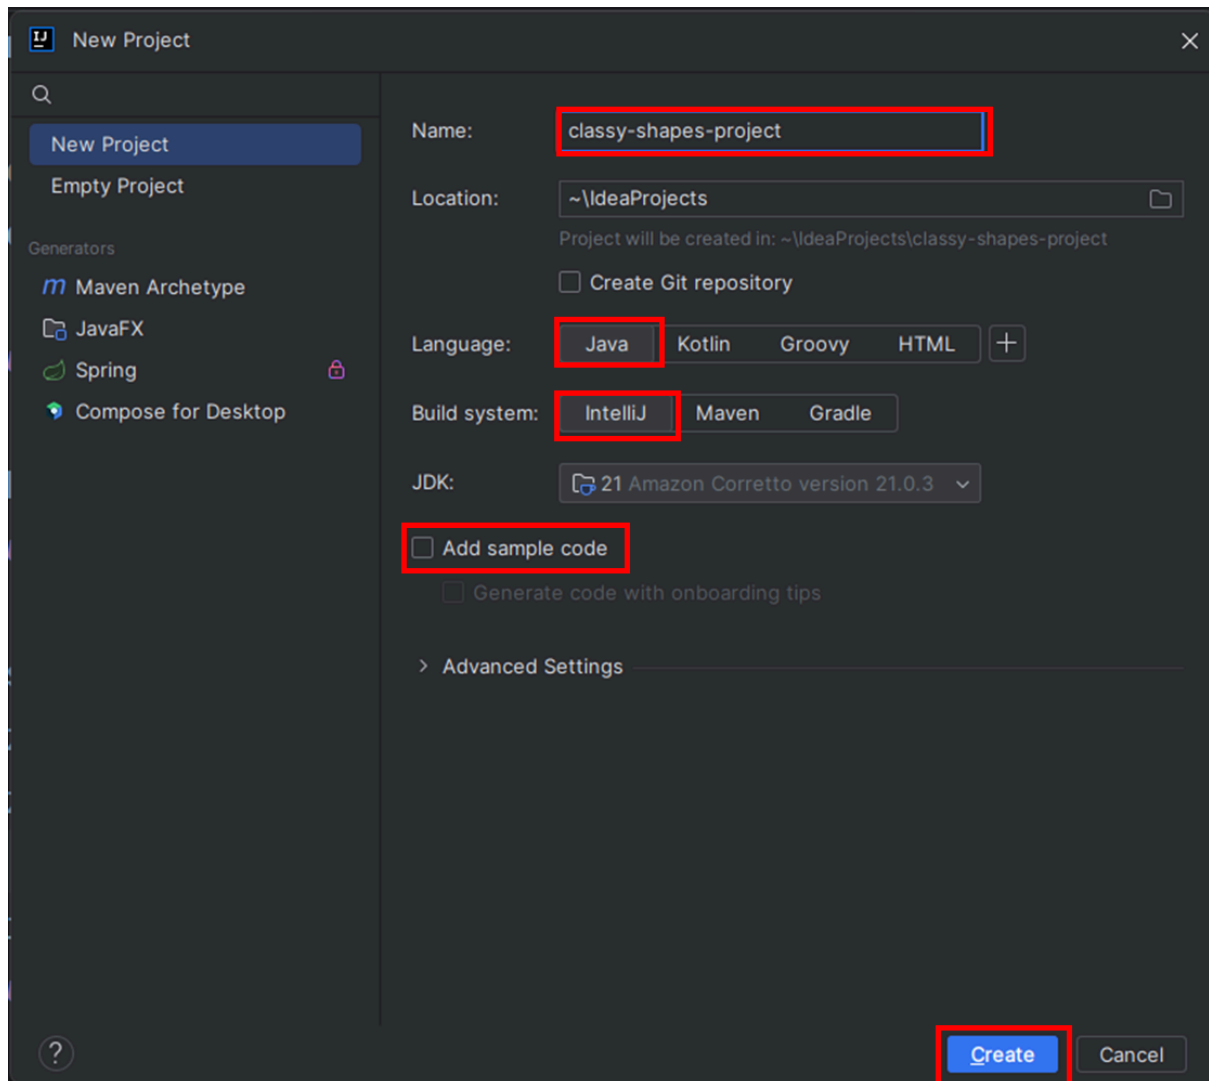 New Project
New Project
Empty Project
Generators
Maven Archetype
JavaFX
Spring
Compose for Desktop
Name: classy-shapes-project
Location: ~\IdeaProjects
Project will be created in: ~\IdeaProjects\classy-shapes-project
Create Git repository
Language: Java Kotlin Groovy HTML
Build system: IntelliJ Maven Gradle
JDK: 21 Amazon Corretto version 21.0.3
Add sample code
Generate code with onboarding tips
Advanced Settings
? Create Cancel